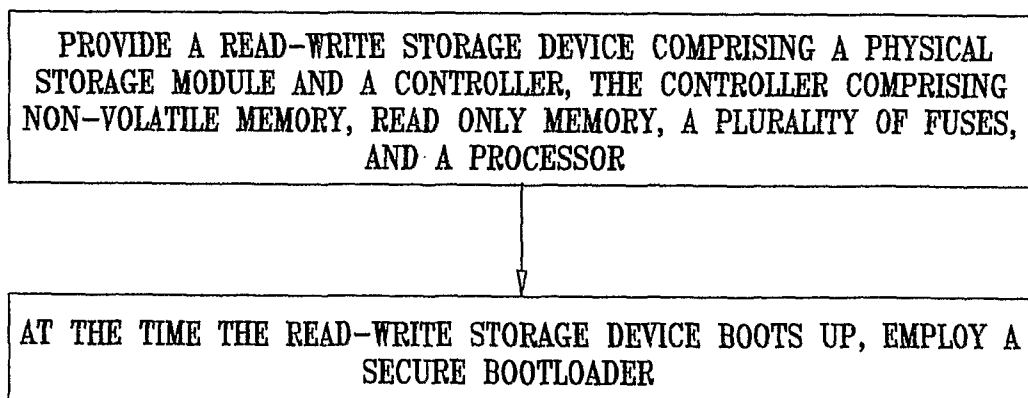 PROVIDE A READ-WRITE STORAGE DEVICE COMPRISING A PHYSICAL
STORAGE MODULE AND A CONTROLLER, THE CONTROLLER COMPRISING
NON-VOLATILE MEMORY, READ ONLY MEMORY, A PLURALITY OF FUSES,
AND A PROCESSOR
AT THE TIME THE READ-WRITE STORAGE DEVICE BOOTS UP, EMPLOY A
SECURE BOOTLOADER